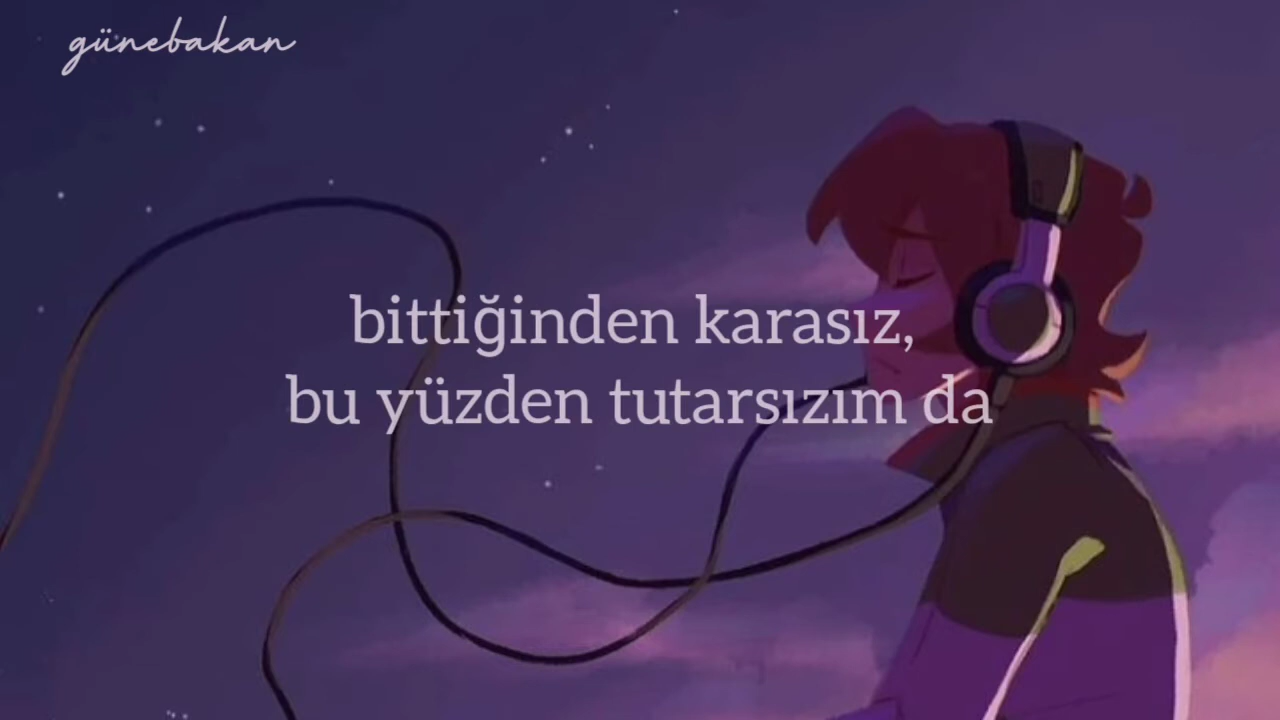 günebakan
bittiğinden karasız,
bu yüzden tutarsızım da